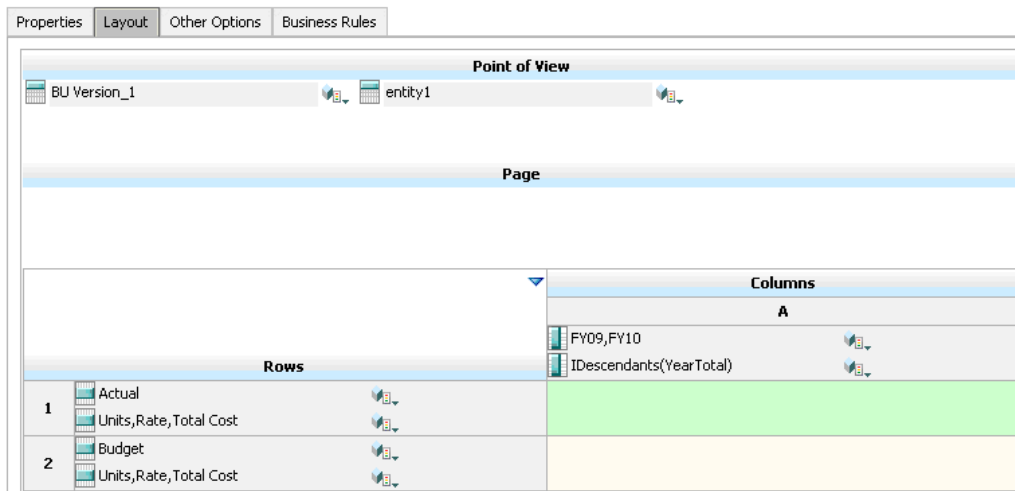 Properties Layout Other Options Business Rules
Point of View
BU Version_1 entity1
Page
Columns
A
FY09,FY10
Rows IDescendants(YearTotal)
1 Actual
Units,Rate,Total Cost
2 Budget
Units,Rate,Total Cost